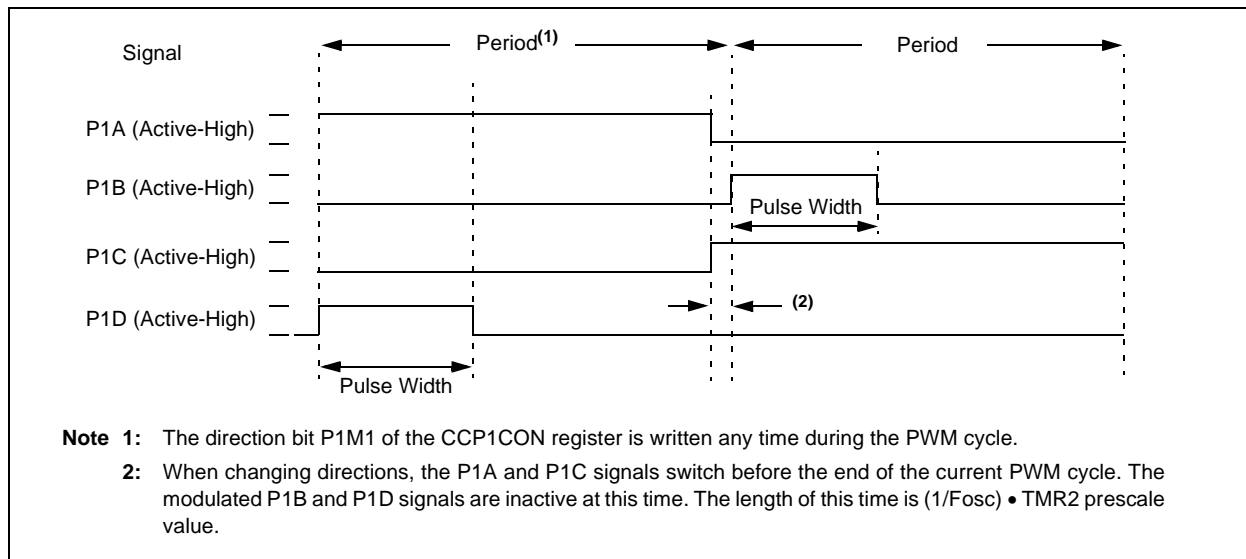 Signal
Period(1)
Period
P1A (Active-High)
P1B (Active-High)
Pulse Width
P1C (Active-High)
(2)
P1D (Active-High)
Pulse Width
Note 1: The direction bit P1M1 of the CCP1CON register is written any time during the PWM cycle.
2: When changing directions, the P1A and P1C signals switch before the end of the current PWM cycle. The
modulated P1B and P1D signals are inactive at this time. The length of this time is (1/Fosc) • TMR2 prescale
value.